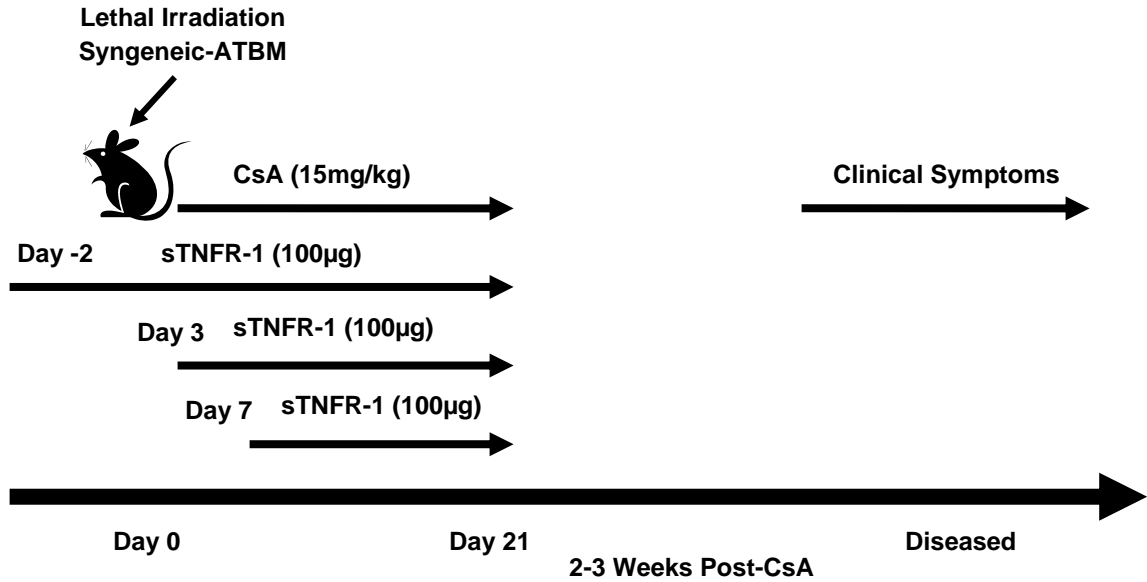 Lethal Irradiation
Syngeneic-ATBM
CsA (15mg/kg)
Clinical Symptoms
Day -2
sTNFR-1 (100µg)
Day 3
sTNFR-1 (100µg)
Day 7
sTNFR-1 (100µg)
Day 0
Day 21
Diseased
2-3 Weeks Post-CsA